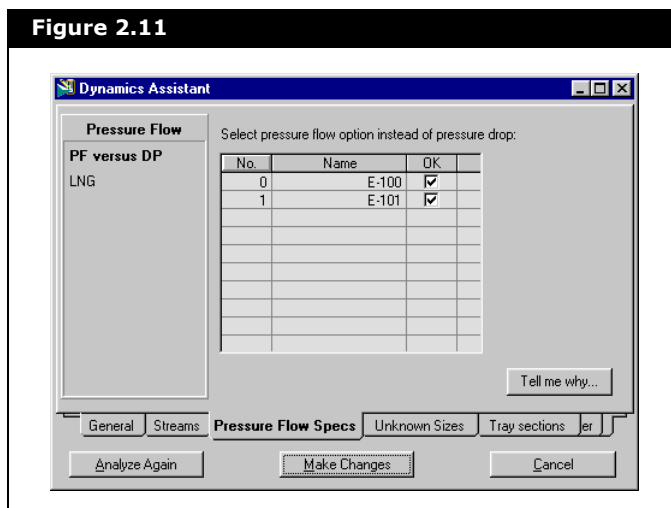 Figure 2.11
Dynamics Assistant
Pressure Flow
PF versus DP
LNG
Select pressure flow option instead of pressure drop:
No. Name OK
0 E-100
1 E-101
Tell me why...
General Streams Pressure Flow Specs Unknown Sizes Tray sections er
Analyze Again Make Changes Cancel